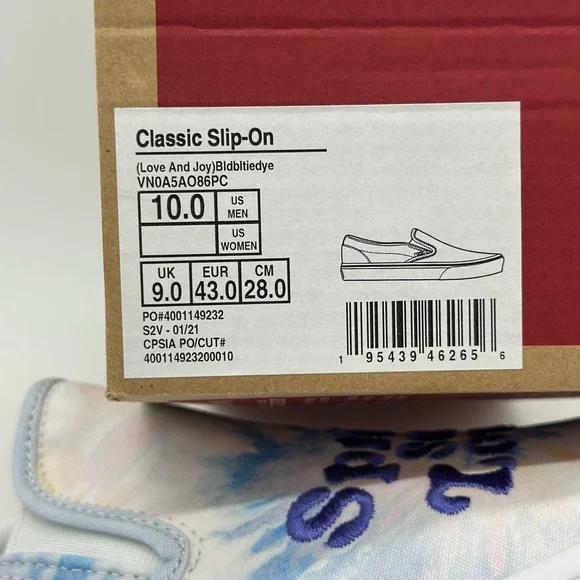 Classic Slip-On
(Love And Joy)Bldbltiedye
VN0A5AO86PC
10.0 US MEN
US WOMEN
UK EUR CM
9.0 43.0 28.0
PO#4001149232
S2V - 01/21
CPSIA PO/CUT#
400114923200010
1 95439 46265 6